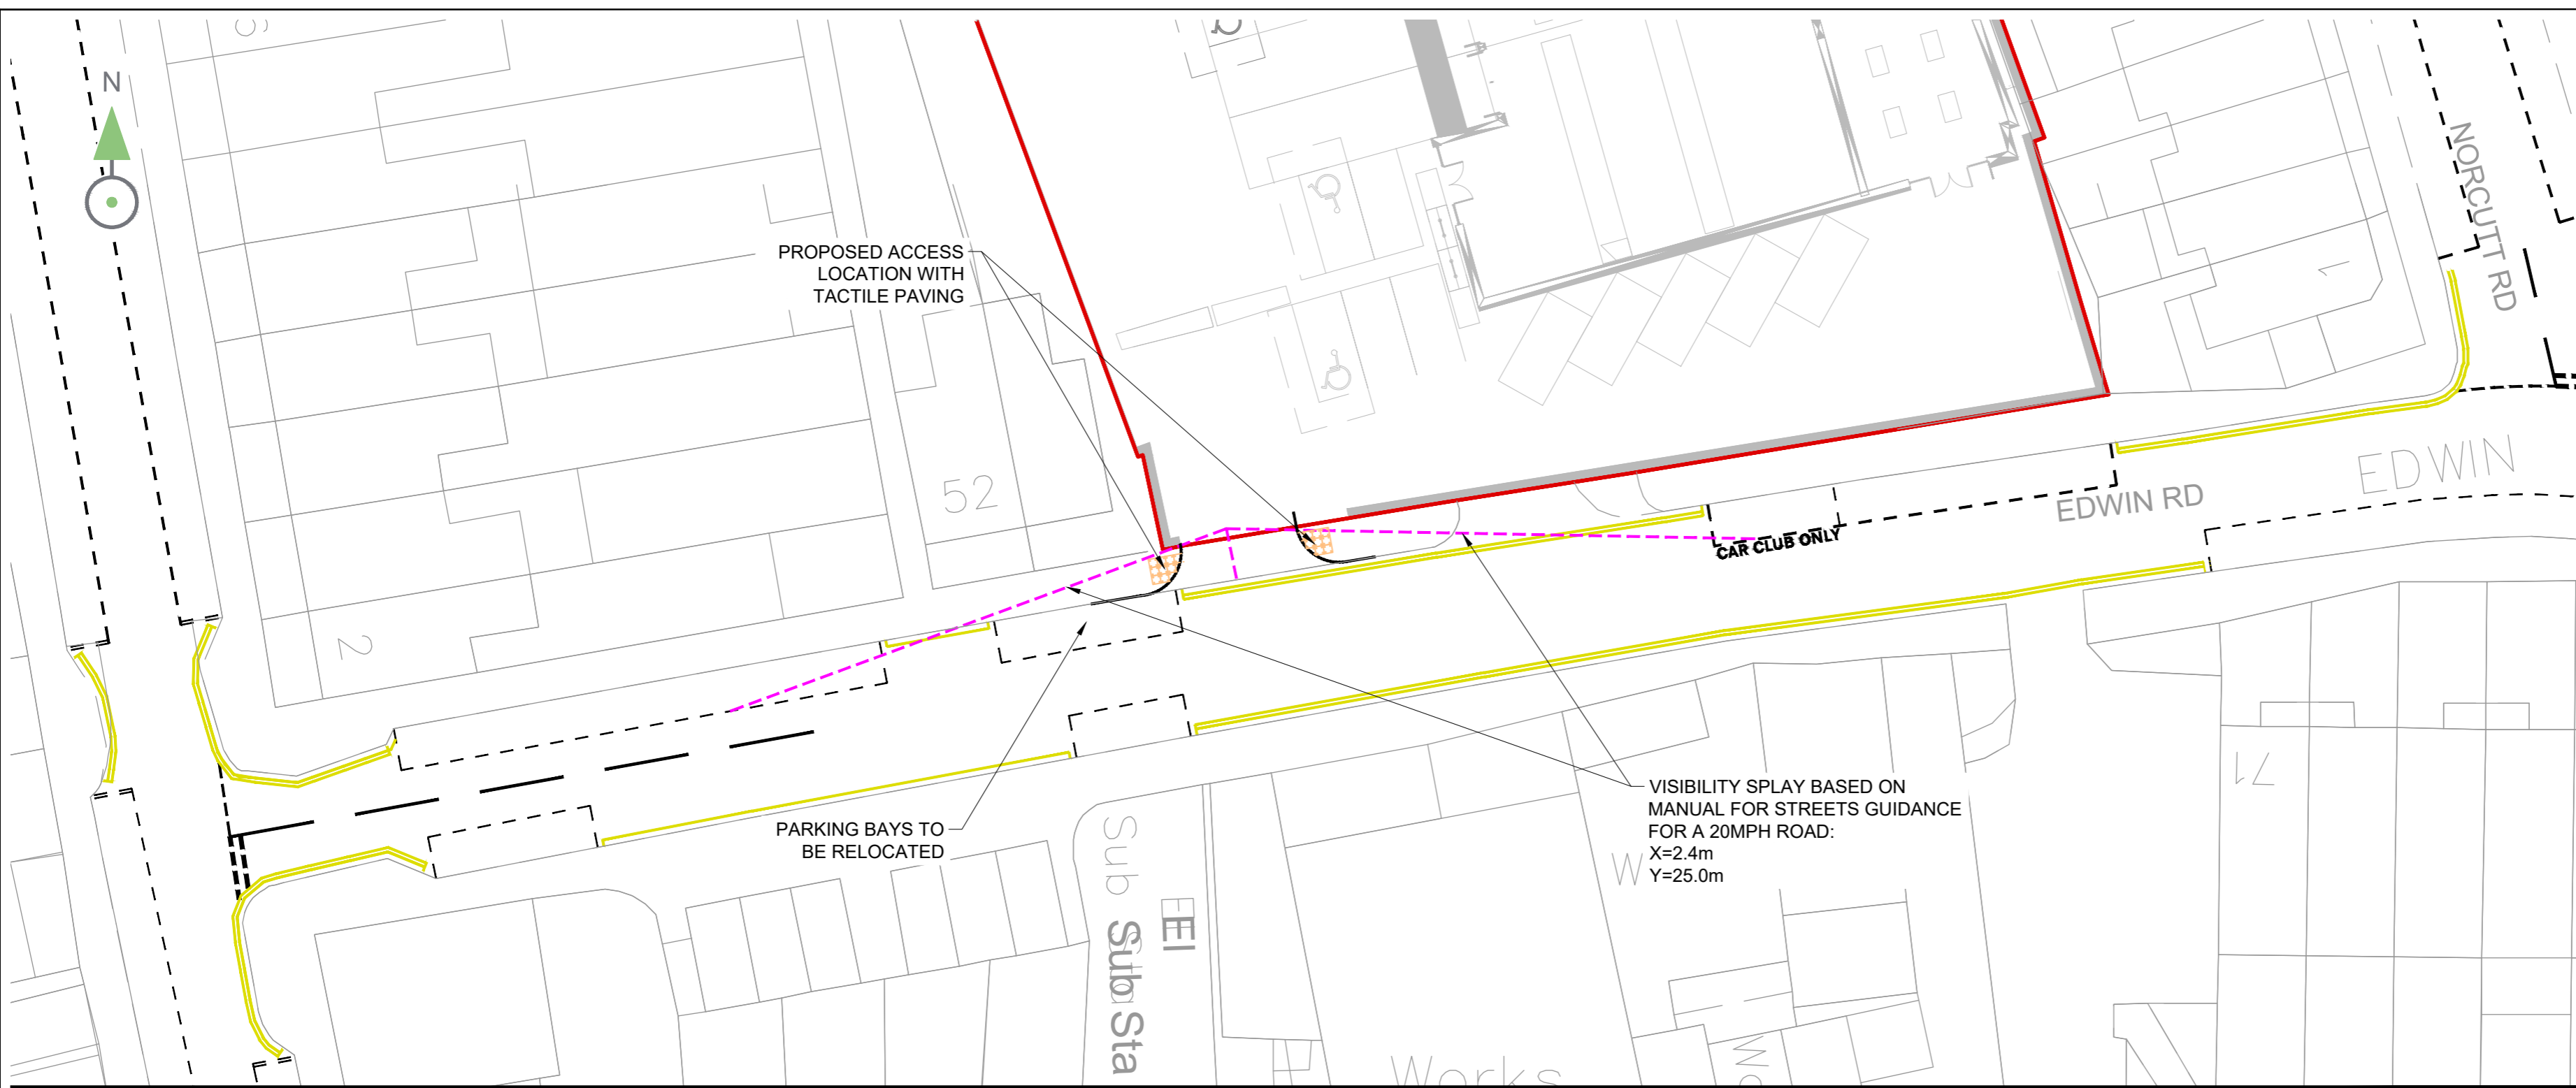 N
PROPOSED ACCESS
LOCATION WITH
TACTILE PAVING
NORCUTT RD
1
52
EDWIN
EDWIN RD
CAR CLUB ONLY
2
PARKING BAYS TO
BE RELOCATED
VISIBILITY SPLAY BASED ON
MANUAL FOR STREETS GUIDANCE
FOR A 20MPH ROAD:
X=2.4m
Y=25.0m
71
W
El
Sub Sta
Works